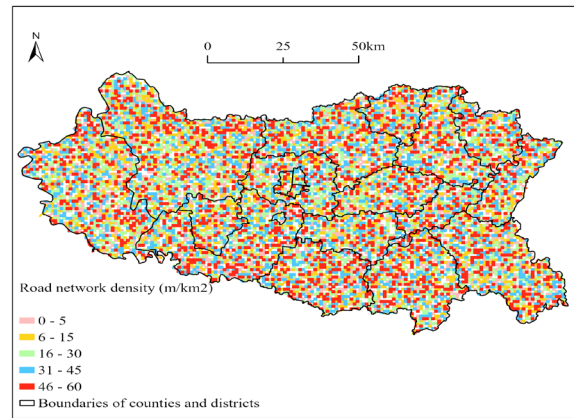 N
0 25 50km
Road network density (m/km2)
0 - 5
6 - 15
16 - 30
31 - 45
46 - 60
Boundaries of counties and districts